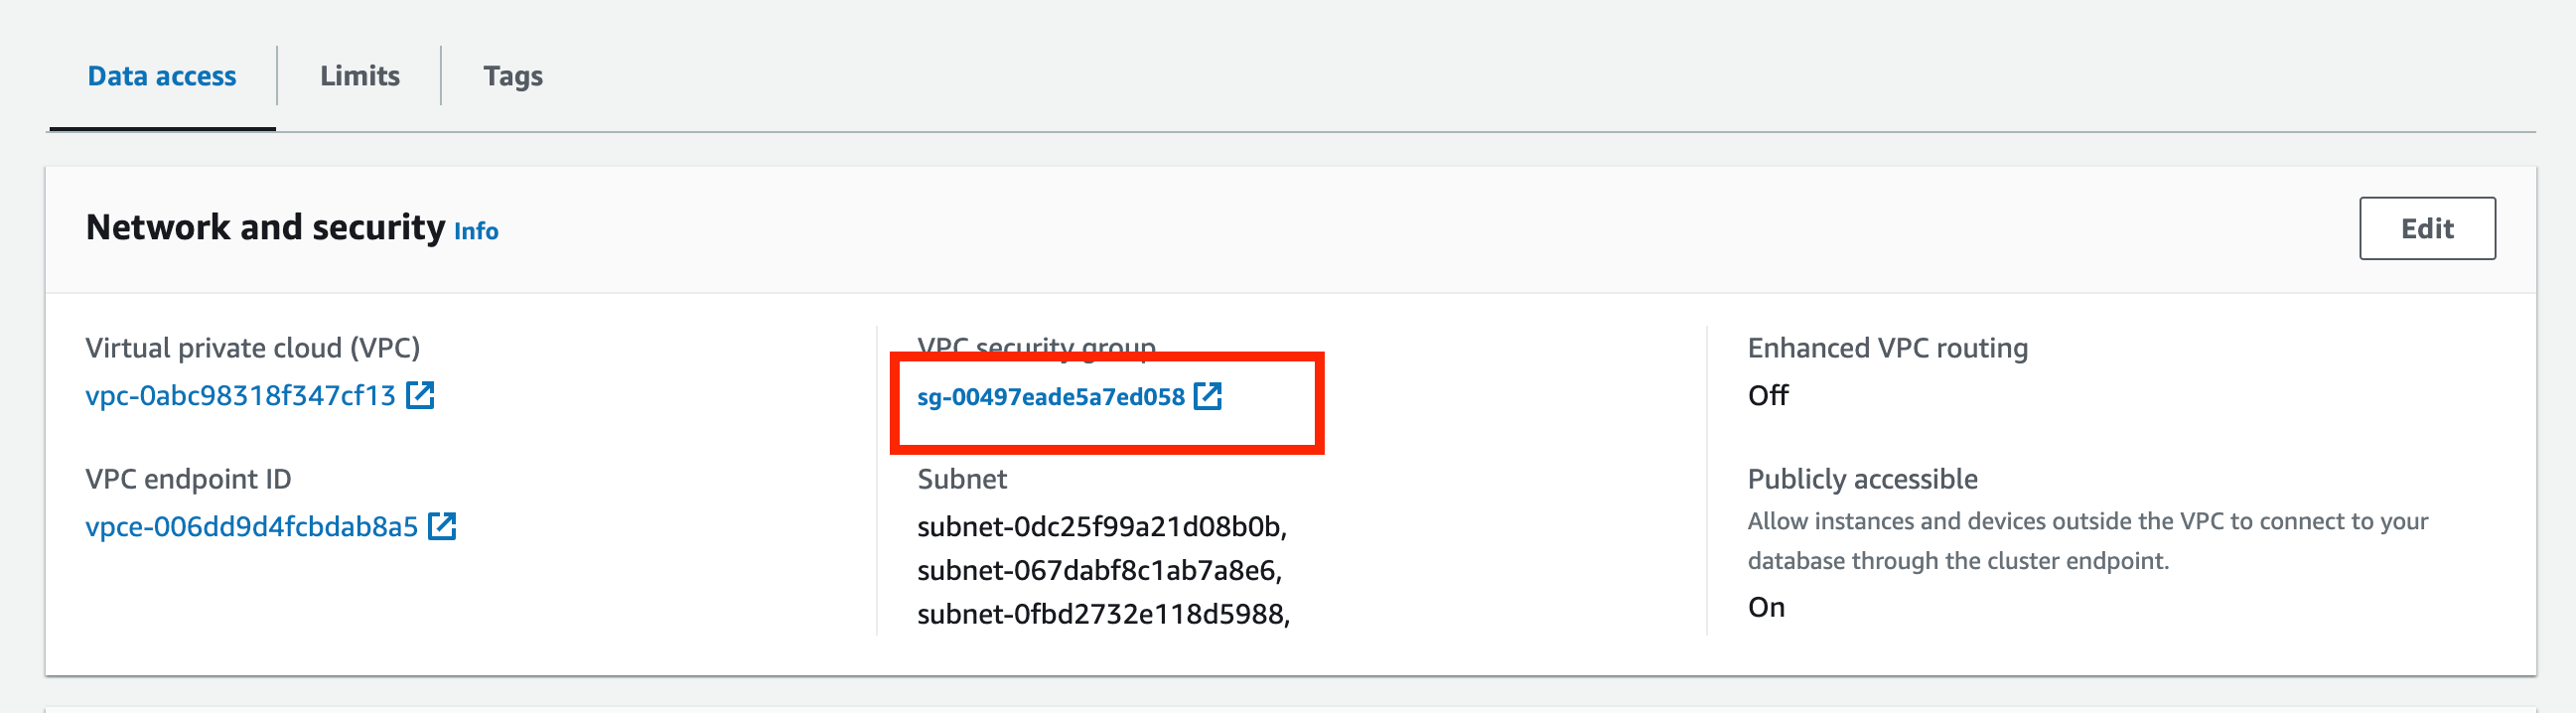 Data access
Limits
Tags
Network and security Info
Edit
Virtual private cloud (VPC)
vpc-0abc98318f347cf13
VPC endpoint ID
vpce-006dd9d4fcbdab8a5
VPC security group
sg-00497eade5a7ed058
Subnet
subnet-0dc25f99a21d08b0b,
subnet-067dabf8c1ab7a8e6,
subnet-0fbd2732e118d5988,
Enhanced VPC routing
Off
Publicly accessible
Allow instances and devices outside the VPC to connect to your
database through the cluster endpoint.
On